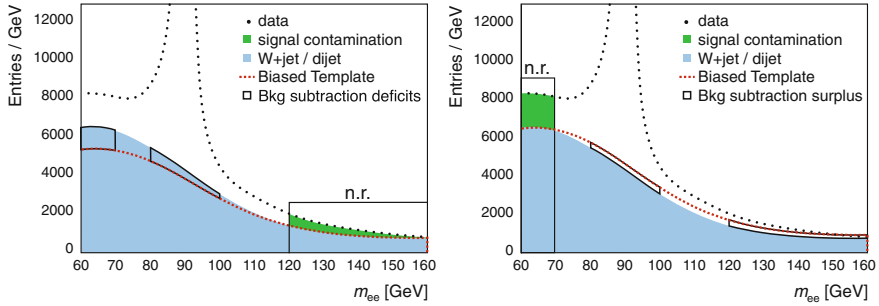 Entries / GeV
12000
10000
8000
6000
4000
2000
0
data
signal contamination
W+jet / dijet
Biased Template
Bkg subtraction deficits
n.r.
60 70 80 90 100 110 120 130 140 150 160
mee [GeV]
Entries / GeV
12000
10000
8000
6000
4000
2000
0
n.r.
data
signal contamination
W+jet / dijet
Biased Template
Bkg subtraction surplus
60 70 80 90 100 110 120 130 140 150 160
mee [GeV]